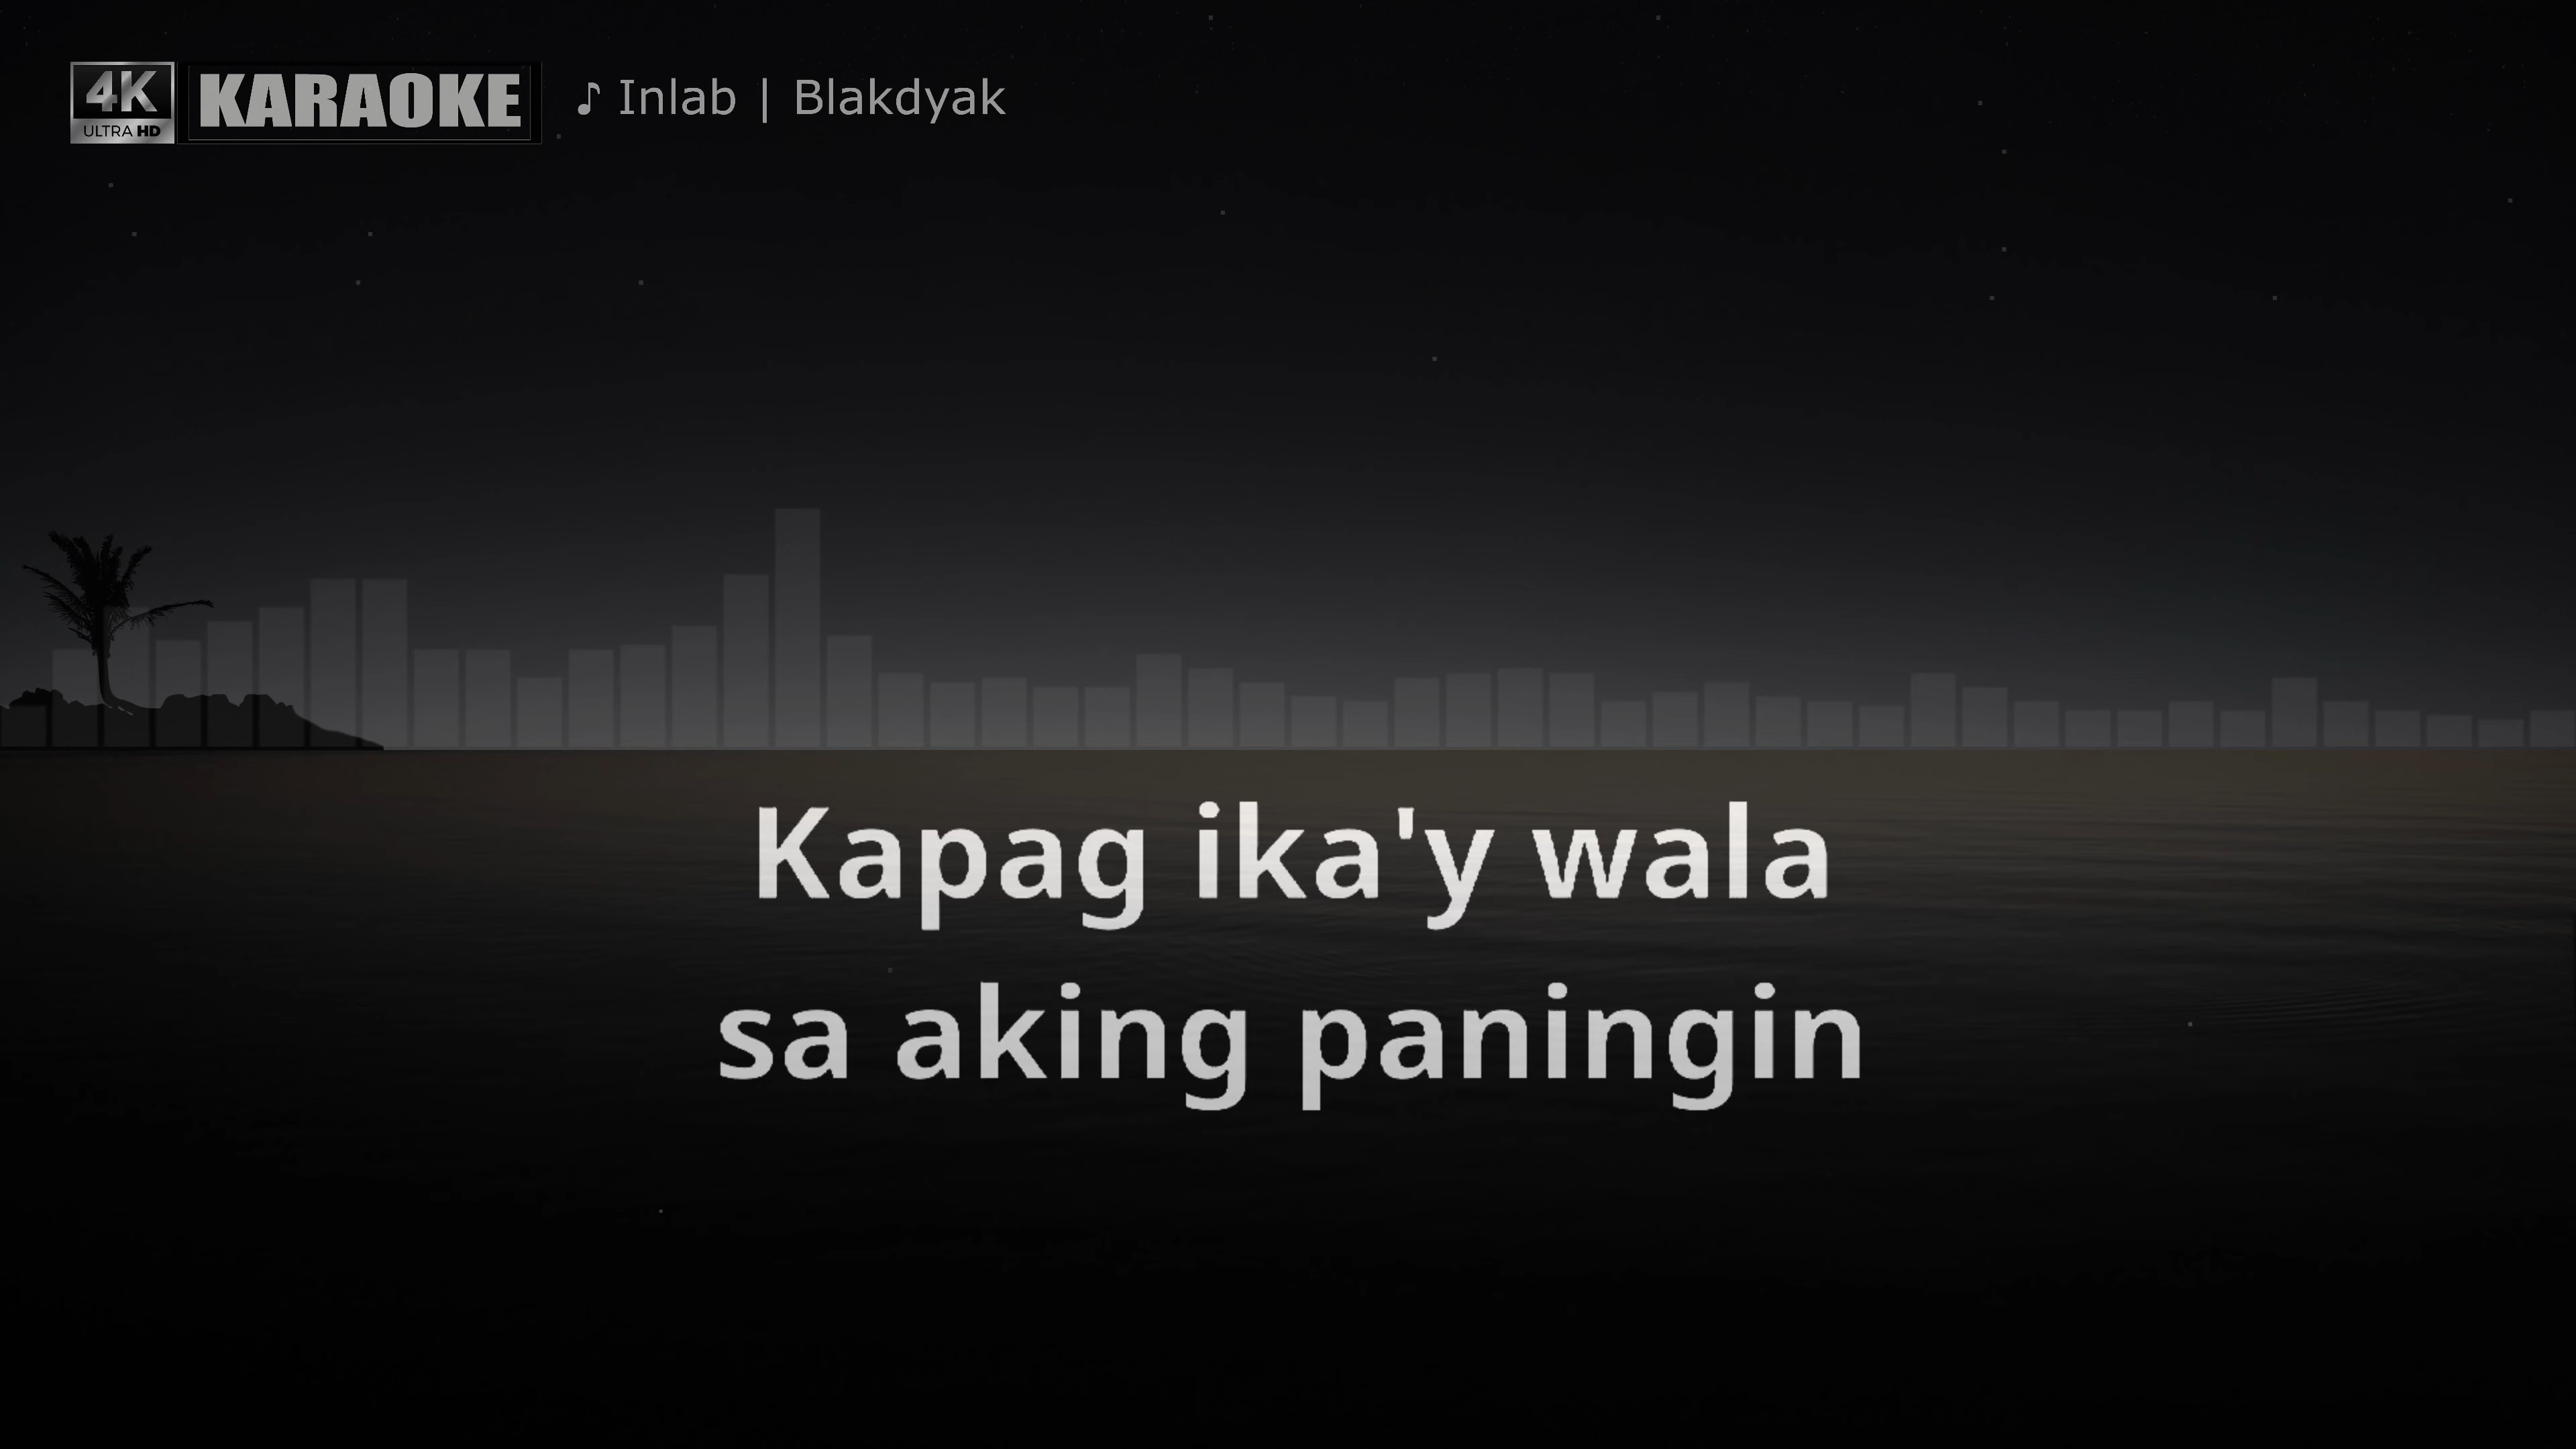 4K
ULTRA HD
KARAOKE
♪ Inlab | Blakdyak
Kapag ika'y wala
sa aking paningin